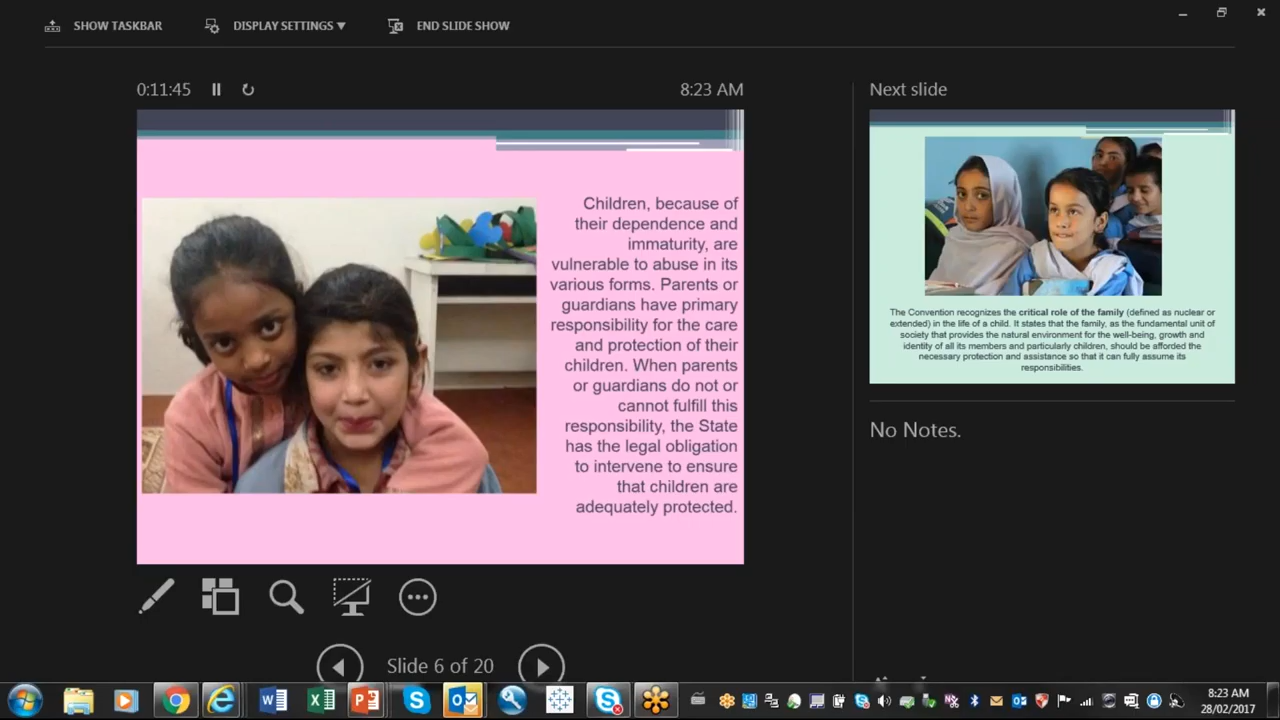 SHOW TASKBAR
DISPLAY SETTINGS ▼
END SLIDE SHOW
0:11:45
8:23 AM
Children, because of
their dependence and
immaturity, are
vulnerable to abuse in its
various forms. Parents or
guardians have primary
responsibility for the care
and protection of their
children. When parents
or guardians do not or
cannot fulfill this
responsibility, the State
has the legal obligation
to intervene to ensure
that children are
adequately protected.
Slide 6 of 20
Next slide
The Convention recognizes the critical role of the family (defined as nuclear or
extended) in the life of a child. It states that the family, as the fundamental unit of
society that provides the natural environment for the well-being, growth and
identity of all its members and particularly children, should be afforded the
necessary protection and assistance so that it can fully assume its
responsibilities.
No Notes.
8:23 AM
28/02/2017